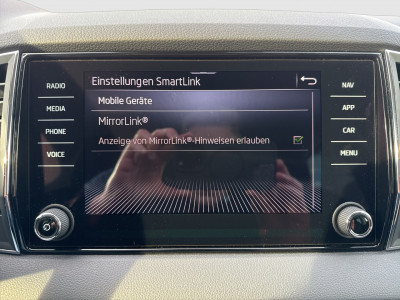 Einstellungen SmartLink
RADIO
MEDIA
PHONE
VOICE
Mobile Geräte
MirrorLink®
Anzeige von MirrorLink®-Hinweisen erlauben
NAV
APP
CAR
MENU